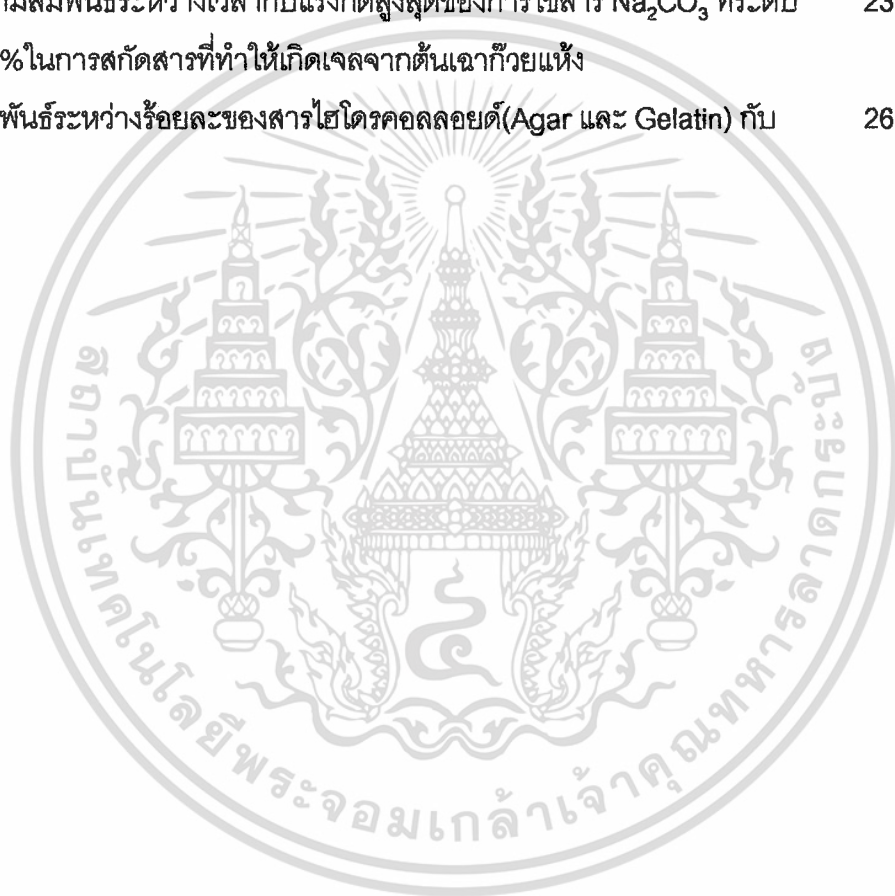 ามสัมพันธ์ระหว่างเวลากับแรงกดสูงสุดของการใช้สาร Na₂CO₃ ที่ระดับ 23
%ในการสกัดสารที่ทำให้เกิดเจลจากต้นเฉาก๊วยแห้ง
พันธ์ระหว่างร้อยละของสารไฮโดรคอลลอยด์(Agar และ Gelatin) กับ 26
สถาบันเทคโนโลยีพระจอมเกล้าเจ้าคุณทหารลาดกระบัง